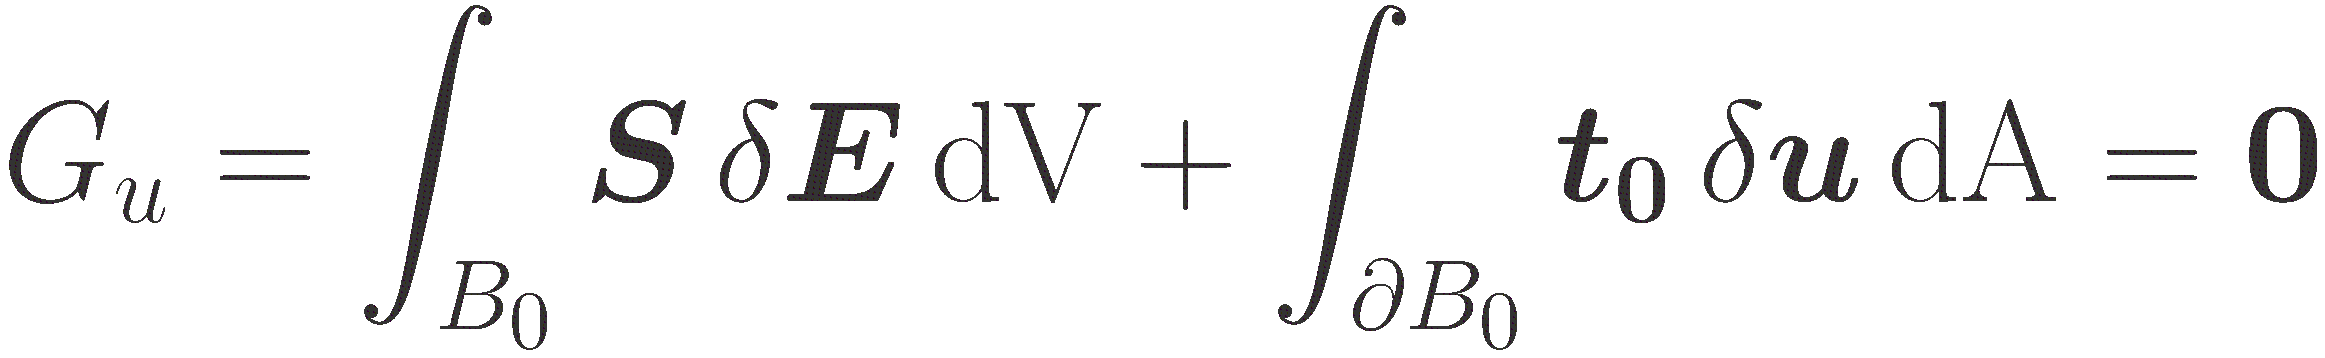 G_u = ∫_{B_0} S δE dV + ∫_{∂B_0} t_0 δu dA = 0